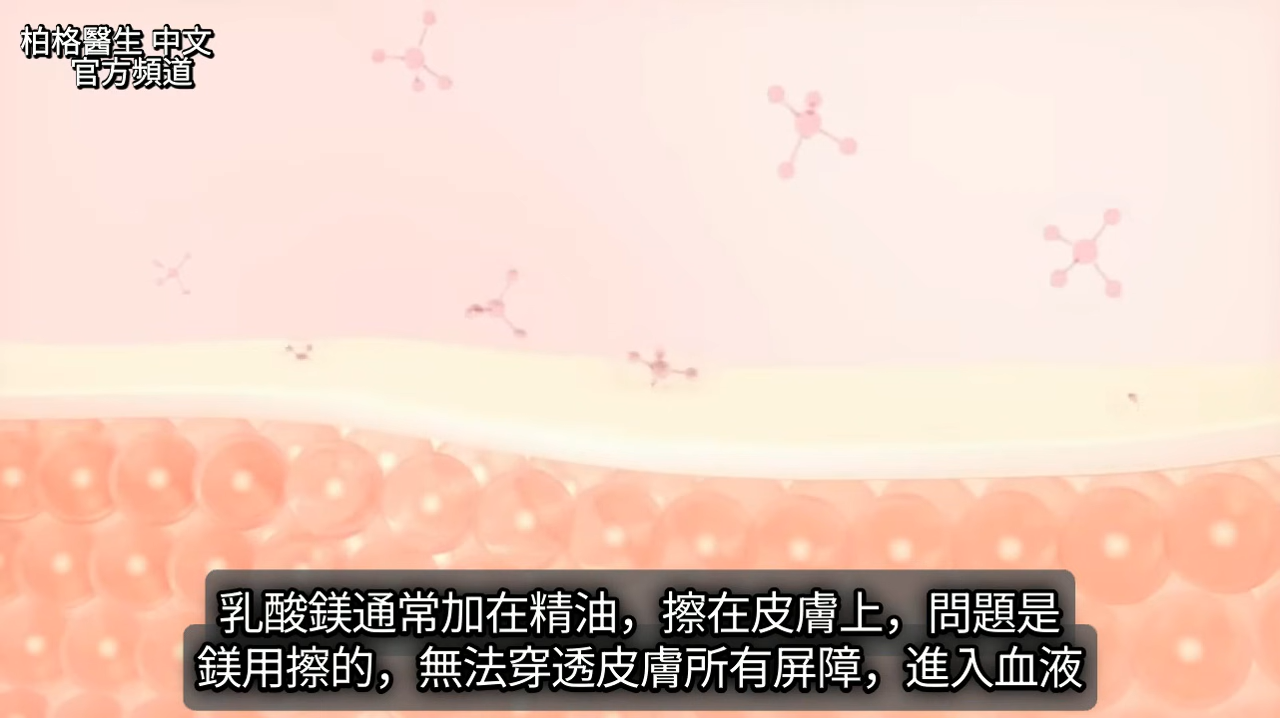 柏格醫生 中文
官方頻道
乳酸鎂通常加在精油，擦在皮膚上，問題是
鎂用擦的，無法穿透皮膚所有屏障，進入血液